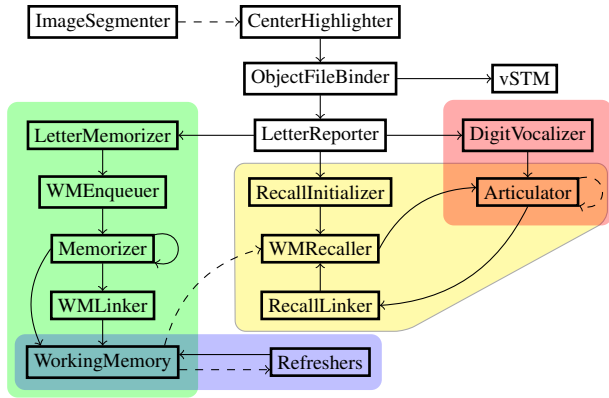 ImageSegmenter CenterHighlighter
ObjectFileBinder vSTM
LetterMemorizer LetterReporter DigitVocalizer
WMEnqueuer RecallInitializer Articulator
Memorizer WMRecaller
WMLinker RecallLinker
WorkingMemory Refreshers